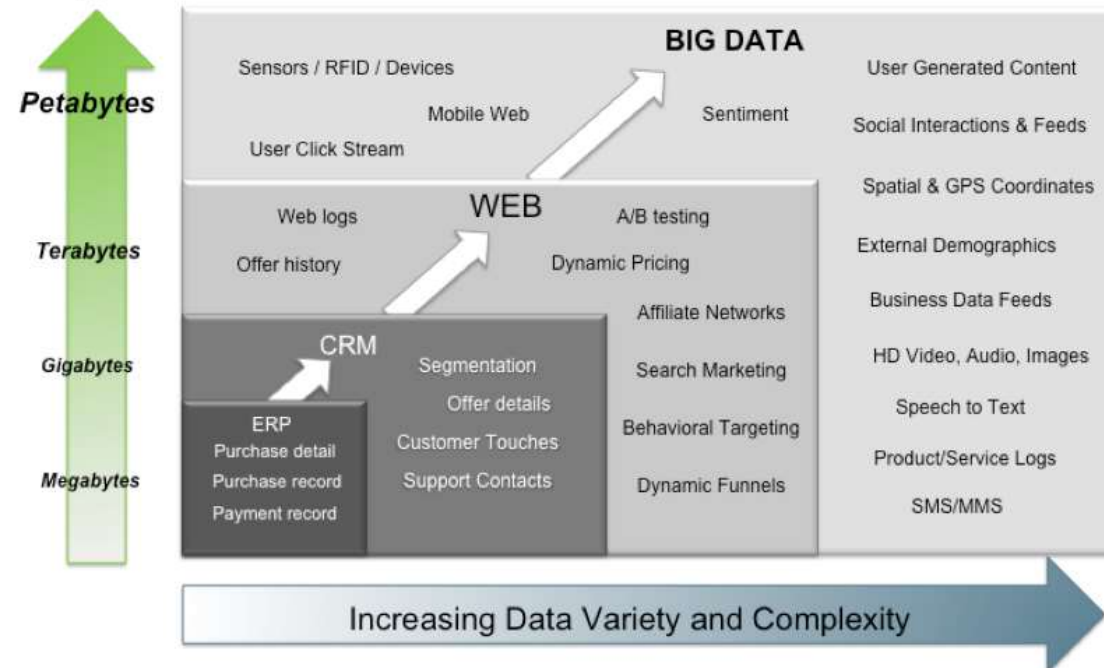 BIG DATA
Sensors / RFID / Devices
User Generated Content
Petabytes
Mobile Web
Sentiment
Social Interactions & Feeds
User Click Stream
Spatial & GPS Coordinates
WEB
Web logs
A/B testing
Terabytes
External Demographics
Offer history
Dynamic Pricing
Business Data Feeds
Affiliate Networks
CRM
Gigabytes
HD Video, Audio, Images
Segmentation
Search Marketing
Offer details
Speech to Text
ERP
Behavioral Targeting
Purchase detail
Customer Touches
Product/Service Logs
Megabytes
Purchase record
Support Contacts
Dynamic Funnels
SMS/MMS
Payment record
Increasing Data Variety and Complexity